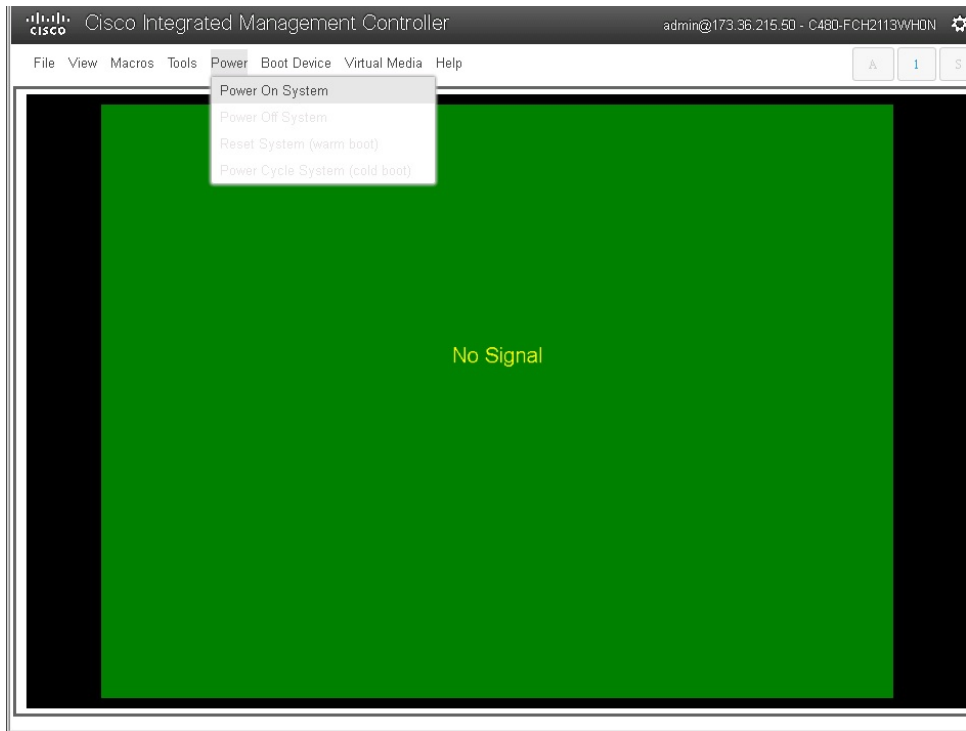 cisco Cisco Integrated Management Controller admin@173.36.215.50 - C480-FCH2113WH0N
File View Macros Tools Power Boot Device Virtual Media Help A 1 S
Power On System
Power Off System
Reset System (warm boot)
Power Cycle System (cold boot)
No Signal